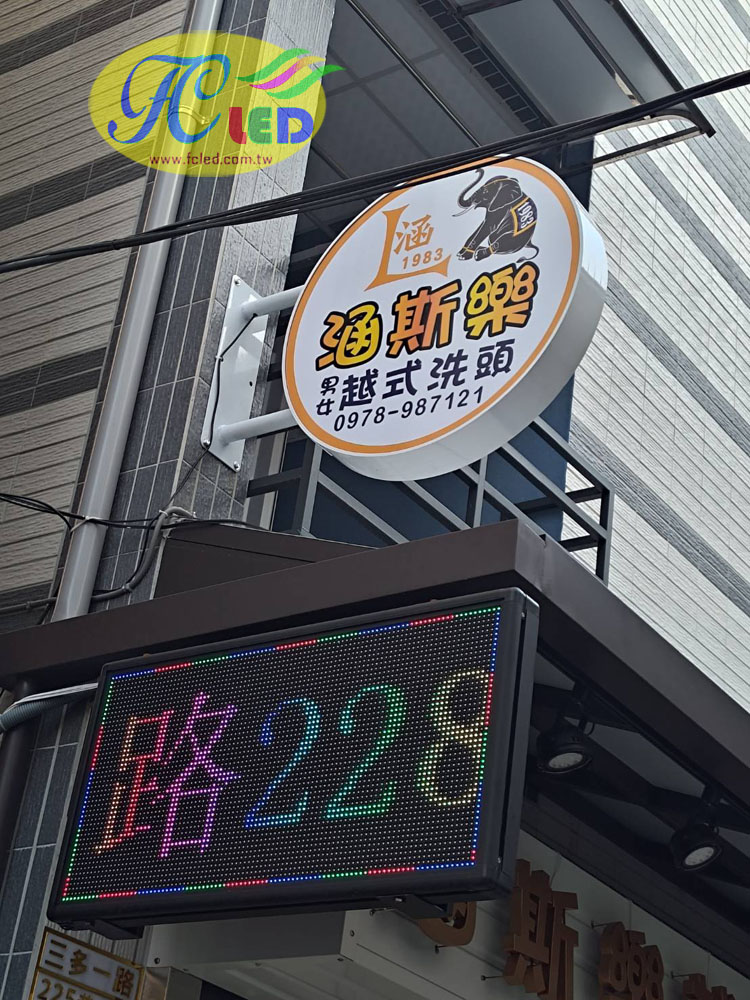 FC LED
www.fcled.com.tw
涵
1983
1983
涵斯樂
男女
越式洗頭
0978-987121
路228
三多一路
225
斯樂